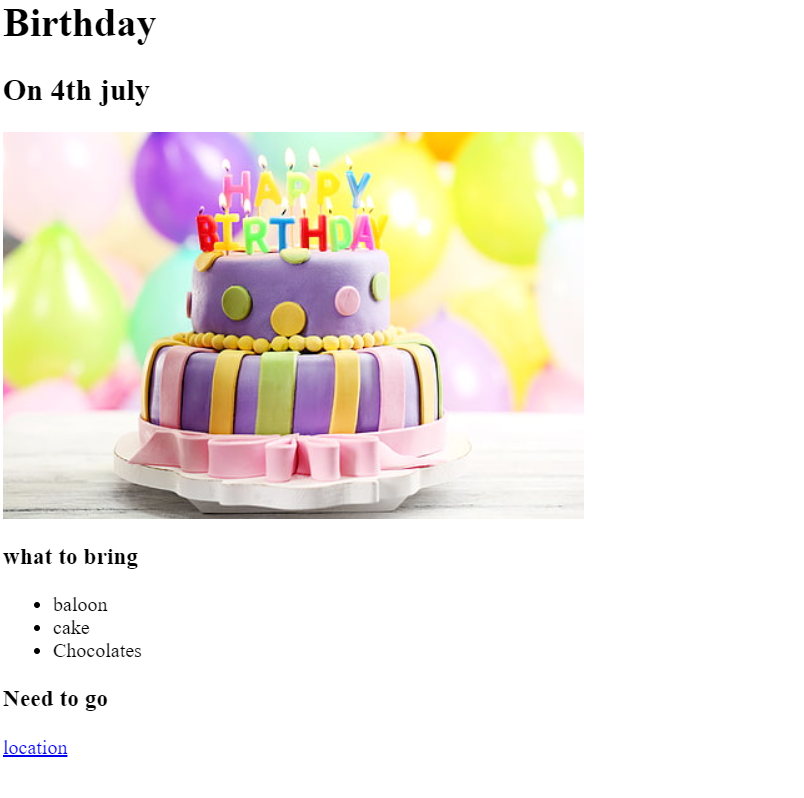 Birthday
On 4th july
HAPPY
BIRTHDAY
what to bring
baloon
cake
Chocolates
Need to go
location